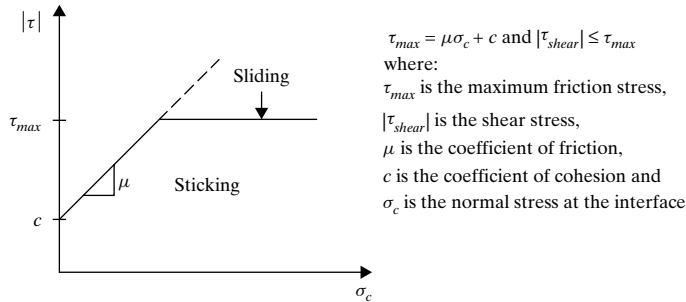 |τ|
τmax = μσc + c and |τshear| ≤ τmax
where:
τmax is the maximum friction stress,
|τshear| is the shear stress,
μ is the coefficient of friction,
c is the coefficient of cohesion and
σc is the normal stress at the interface
Sliding
τmax
μ
Sticking
c
σc